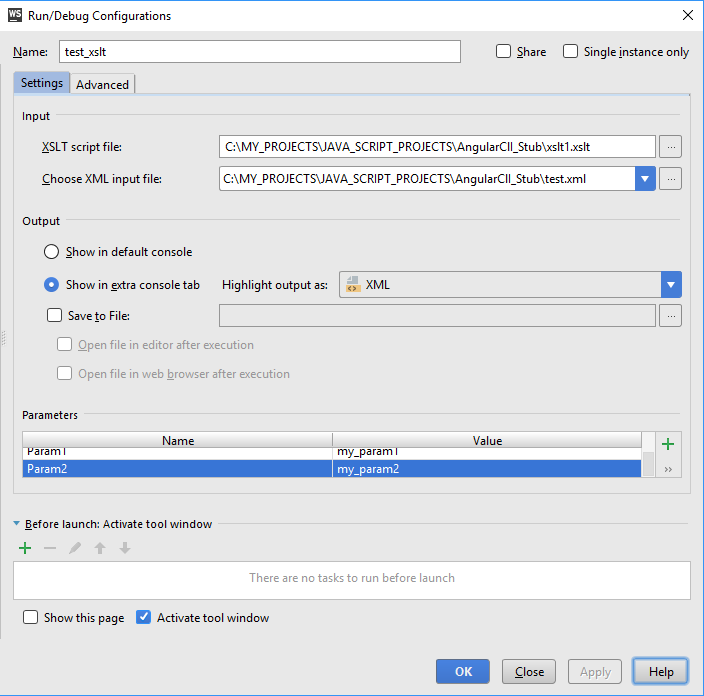 WS Run/Debug Configurations
Name: test_xslt Share Single instance only
Settings Advanced
Input
XSLT script file: C:\MY_PROJECTS\JAVA_SCRIPT_PROJECTS\AngularCII_Stub\xslt1.xslt ...
Choose XML input file: C:\MY_PROJECTS\JAVA_SCRIPT_PROJECTS\AngularCII_Stub\test.xml ...
Output
Show in default console
Show in extra console tab Highlight output as: XML
Save to File: ...
Open file in editor after execution
Open file in web browser after execution
Parameters
Name Value
Param1 my_param1
Param2 my_param2
Before launch: Activate tool window
There are no tasks to run before launch
Show this page Activate tool window
OK Close Apply Help